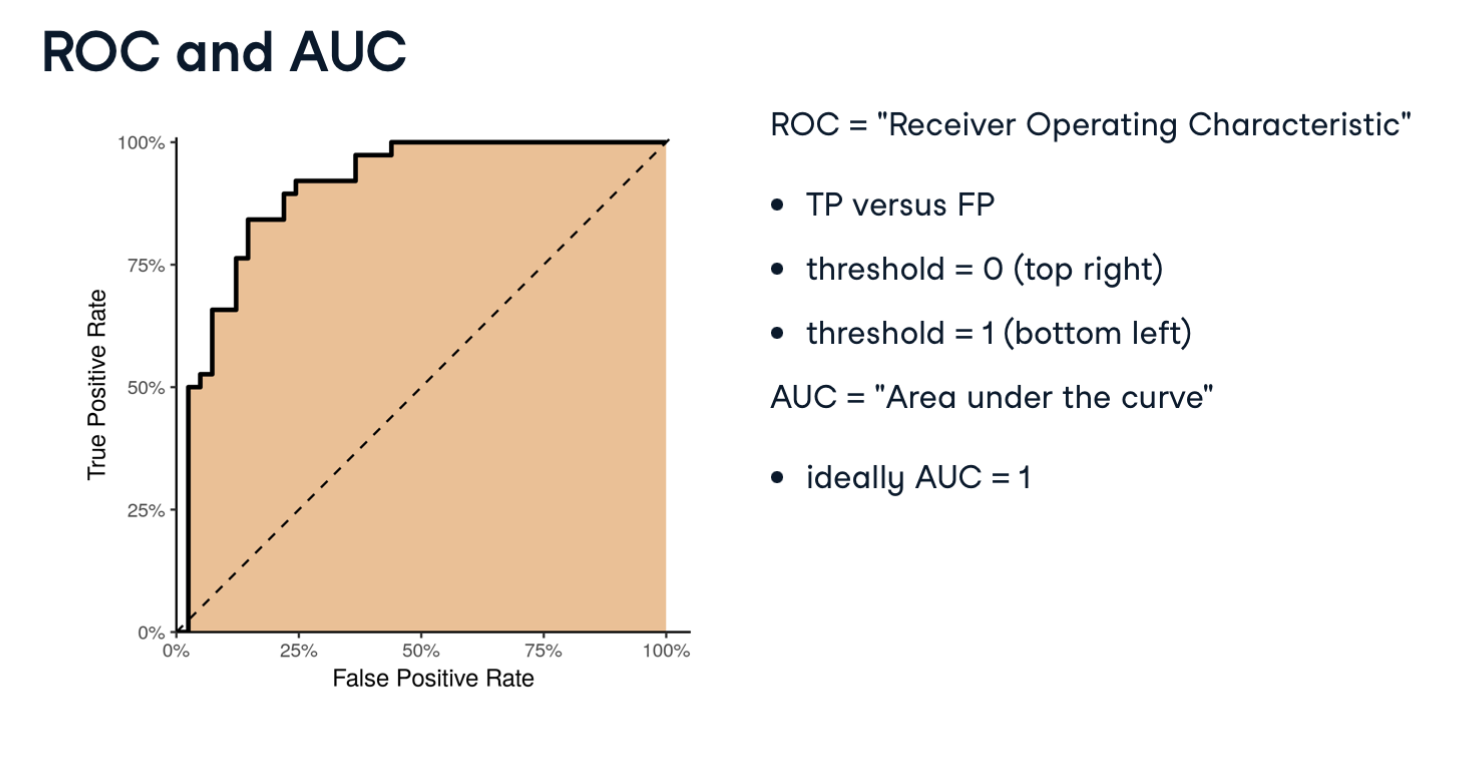 ROC and AUC
100%
75%
50%
25%
0%
True Positive Rate
0% 25% 50% 75% 100%
False Positive Rate
ROC = "Receiver Operating Characteristic"
• TP versus FP
• threshold = 0 (top right)
• threshold = 1 (bottom left)
AUC = "Area under the curve"
• ideally AUC = 1